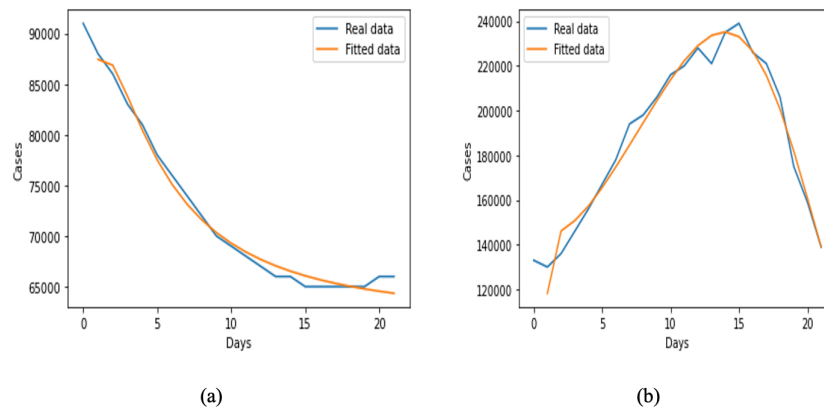 Real data
Fitted data
90000
85000
80000
75000
70000
65000
Cases
0 5 10 15 20
Days
(a)
Real data
Fitted data
240000
220000
200000
180000
160000
140000
120000
Cases
0 5 10 15 20
Days
(b)